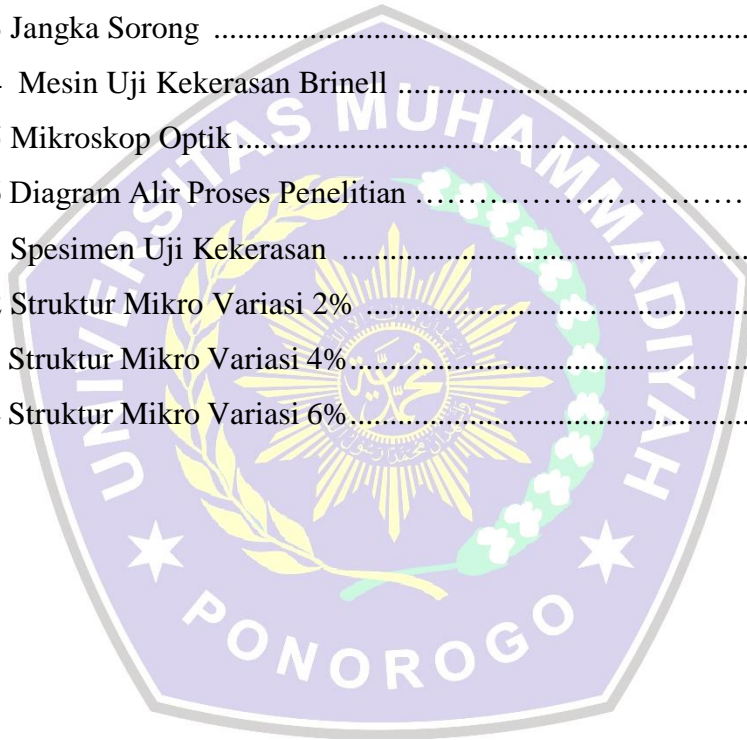 Jangka Sorong ..........................................................
Mesin Uji Kekerasan Brinell ......................................
Mikroskop Optik.......................................................
Diagram Alir Proses Penelitian ……………………………
Spesimen Uji Kekerasan ...........................................
Struktur Mikro Variasi 2% .......................................
Struktur Mikro Variasi 4%.........................................
Struktur Mikro Variasi 6%.........................................
UNIVERSITAS MUHAMMADIYAH
PONOROGO